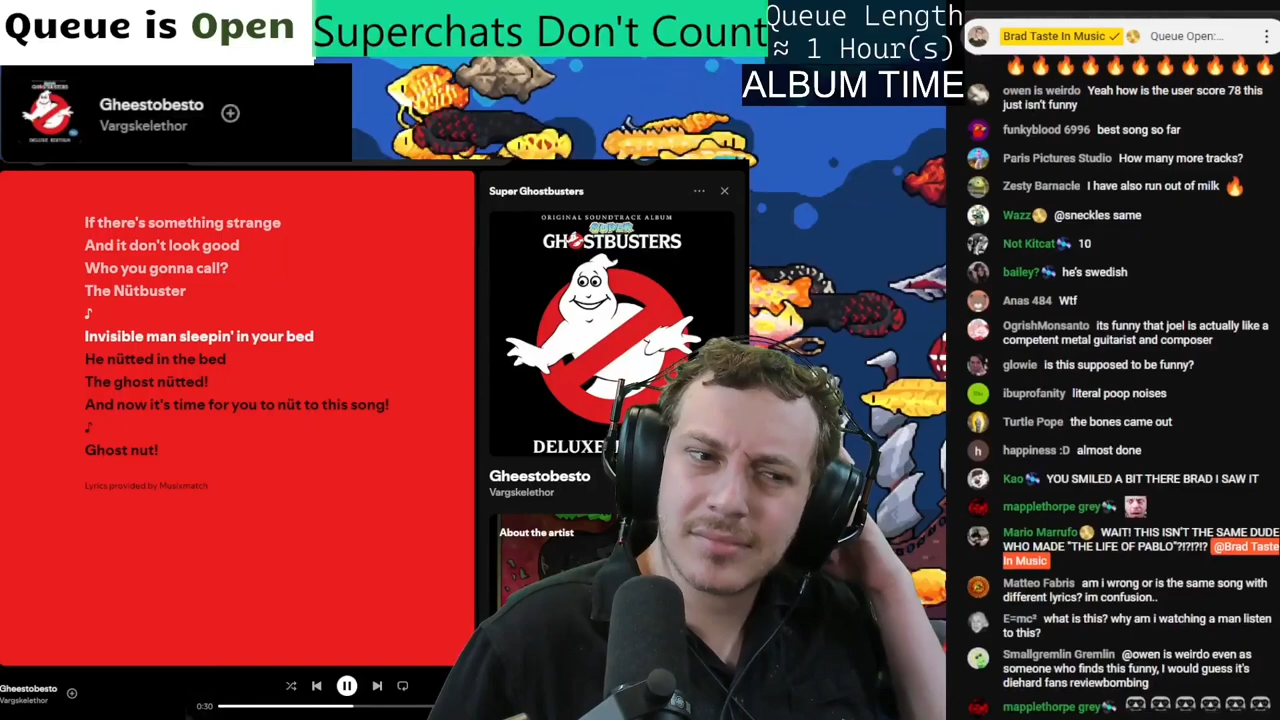 Queue is Open
Superchats Don't Count
Queue Length
≈ 1 Hour(s)
ALBUM TIME
Gheestobesto
Vargskelethor
If there's something strange
And it don't look good
Who you gonna call?
The Nütbuster
♪
Invisible man sleepin' in your bed
He nütted in the bed
The ghost nütted!
And now it's time for you to nüt to this song!
♪
Ghost nut!
Lyrics provided by Musixmatch
Super Ghostbusters
ORIGINAL SOUNDTRACK ALBUM
SUPER
GHOSTBUSTERS
DELUXE
Gheestobesto
Vargskelethor
About the artist
Gheestobesto
Vargskelethor
0:30
Brad Taste In Music Queue Open:...
owen is weirdo Yeah how is the user score 78 this
just isn't funny
funkyblood 6996 best song so far
Paris Pictures Studio How many more tracks?
Zesty Barnacle I have also run out of milk
Wazz @sneckles same
Not Kitcat 10
bailey? he's swedish
Anas 484 Wtf
OgrishMonsanto its funny that joel is actually like a
competent metal guitarist and composer
glowie is this supposed to be funny?
ibuprofanity literal poop noises
Turtle Pope the bones came out
happiness :D almost done
Kao YOU SMILED A BIT THERE BRAD I SAW IT
mapplethorpe grey
Mario Marrufo WAIT! THIS ISN'T THE SAME DUDE
WHO MADE "THE LIFE OF PABLO"?!?!?!? @Brad Taste
In Music
Matteo Fabris am i wrong or is the same song with
different lyrics? im confusion..
E=mc² what is this? why am i watching a man listen
to this?
Smallgremlin Gremlin @owen is weirdo even as
someone who finds this funny, I would guess it's
diehard fans reviewbombing
mapplethorpe grey